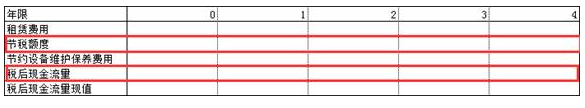 年限 0 1 2 3 4
租赁费用
节税额度
节约设备维护保养费用
税后现金流量
税后现金流量现值